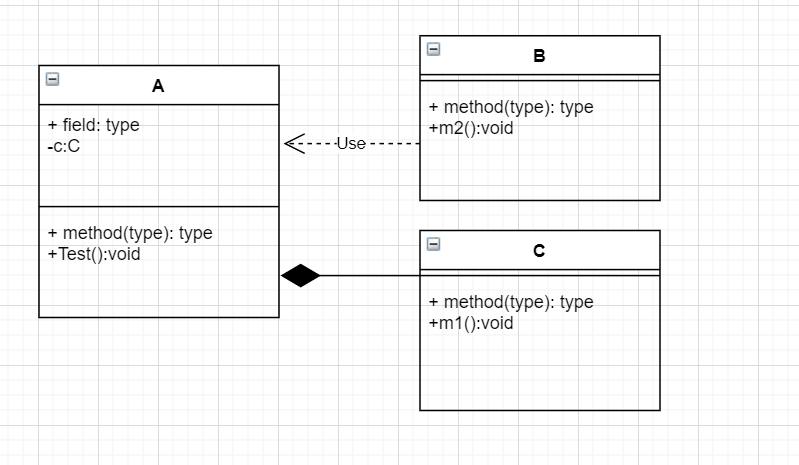 A
+ field: type
-c:C
+ method(type): type
+Test():void
Use
B
+ method(type): type
+m2():void
C
+ method(type): type
+m1():void